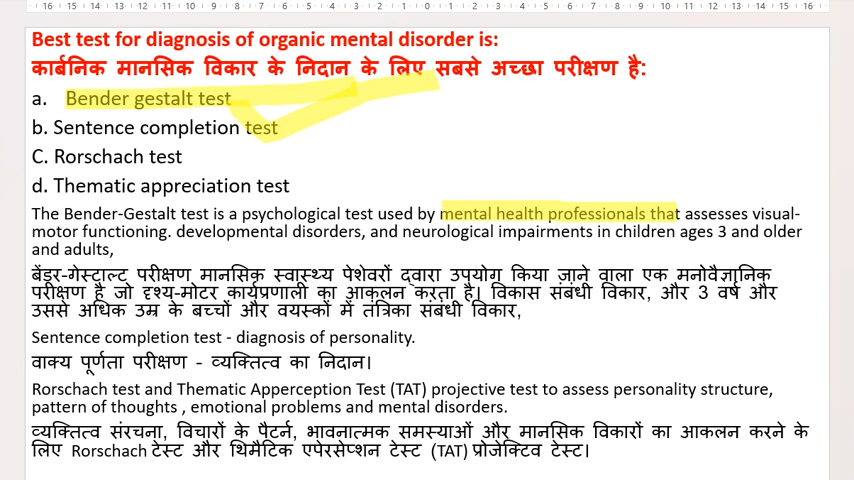 16 15 14 13 12 11 10 9 8 7 6 5 4 3 2 1 0 1 2 3 4 5 6 7 8 9 10 11 12 13 14 15 16
Best test for diagnosis of organic mental disorder is:
कार्बनिक मानसिक विकार के निदान के लिए सबसे अच्छा परीक्षण है:
a. Bender gestalt test
b. Sentence completion test
C. Rorschach test
d. Thematic appreciation test
The Bender-Gestalt test is a psychological test used by mental health professionals that assesses visual-
motor functioning. developmental disorders, and neurological impairments in children ages 3 and older
and adults,
बेंडर-गेस्टाल्ट परीक्षण मानसिक स्वास्थ्य पेशेवरों द्वारा उपयोग किया जाने वाला एक मनोवैज्ञानिक
परीक्षण है जो दृश्य-मोटर कार्यप्रणाली का आकलन करता है। विकास संबंधी विकार, और 3 वर्ष और
उससे अधिक उम्र के बच्चों और वयस्कों में तंत्रिका संबंधी विकार,
Sentence completion test - diagnosis of personality.
वाक्य पूर्णता परीक्षण - व्यक्तित्व का निदान।
Rorschach test and Thematic Apperception Test (TAT) projective test to assess personality structure,
pattern of thoughts , emotional problems and mental disorders.
व्यक्तित्व संरचना, विचारों के पैटर्न, भावनात्मक समस्याओं और मानसिक विकारों का आकलन करने के
लिए Rorschach टेस्ट और थिमैटिक एपेरसेप्शन टेस्ट (TAT) प्रोजेक्टिव टेस्ट।